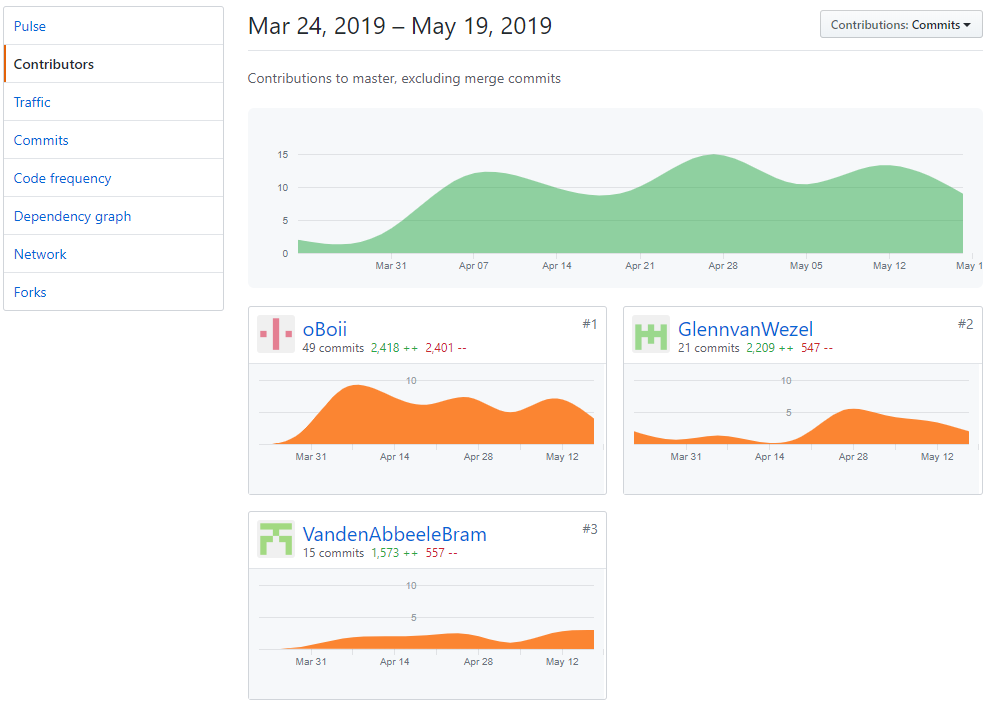 Pulse
Contributors
Traffic
Commits
Code frequency
Dependency graph
Network
Forks
Mar 24, 2019 – May 19, 2019
Contributions: Commits
Contributions to master, excluding merge commits
15
10
5
0
Mar 31 Apr 07 Apr 14 Apr 21 Apr 28 May 05 May 12 May 1
oBoii #1
49 commits 2,418 ++ 2,401 --
10
Mar 31 Apr 14 Apr 28 May 12
GlennvanWezel #2
21 commits 2,209 ++ 547 --
10
5
Mar 31 Apr 14 Apr 28 May 12
VandenAbbeeleBram #3
15 commits 1,573 ++ 557 --
10
5
Mar 31 Apr 14 Apr 28 May 12